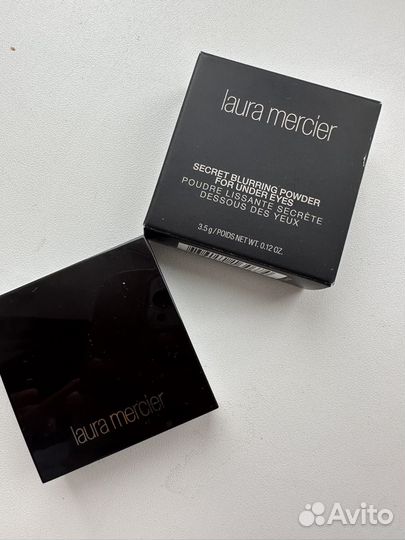 laura mercier
SECRET BLURRING POWDER
FOR UNDER EYES
POUDRE LISSANTE SECRÈTE
DESSOUS DES YEUX
3.5 g / POIDS NET WT. 0.12 OZ.
laura mercier
Avito